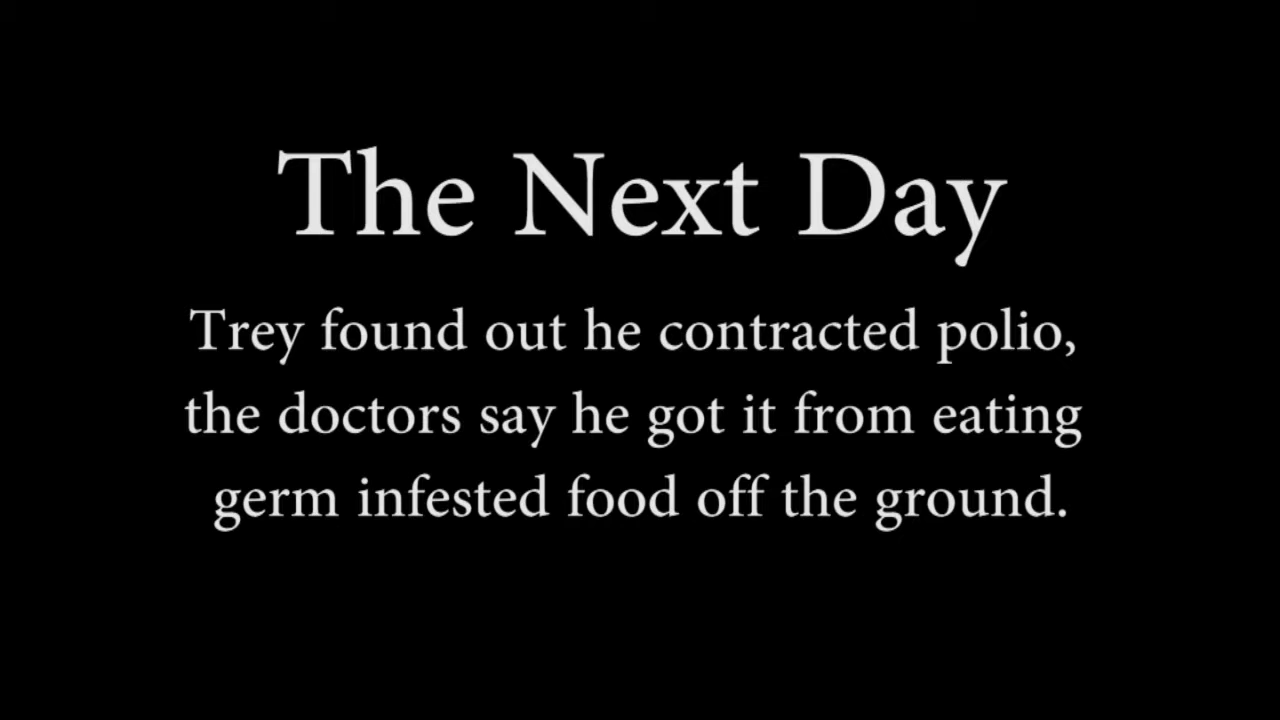 The Next Day
Trey found out he contracted polio,
the doctors say he got it from eating
germ infested food off the ground.